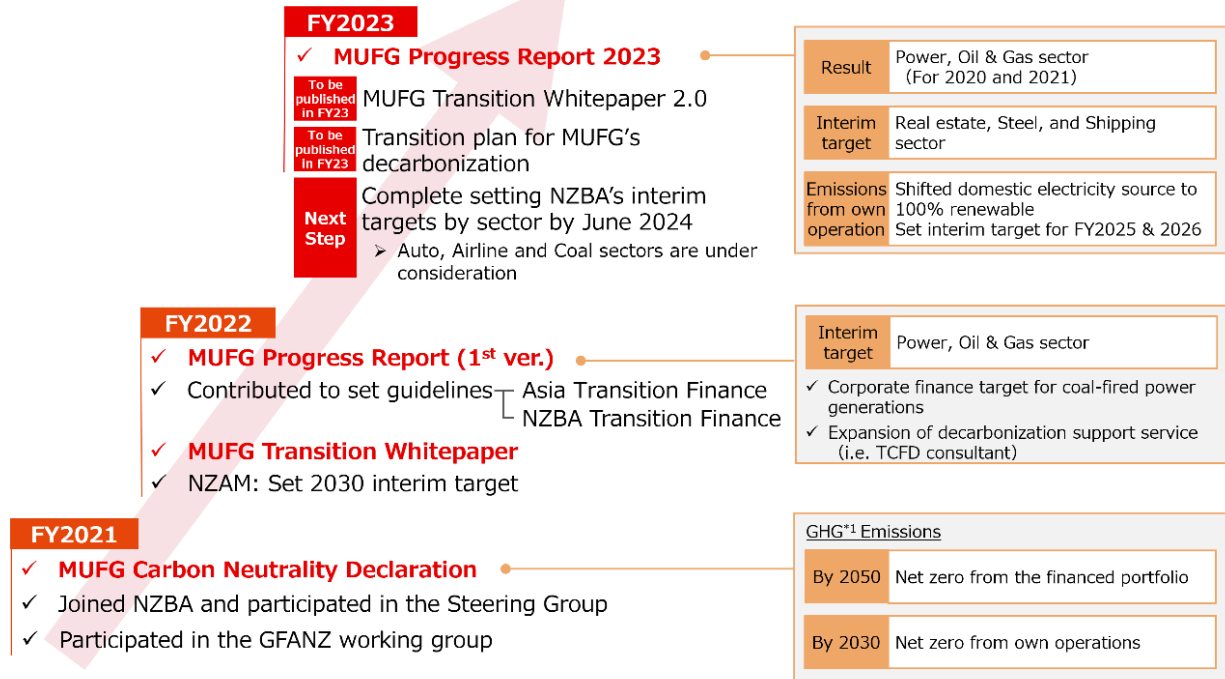 FY2023
✓ MUFG Progress Report 2023
To be
published
in FY23
MUFG Transition Whitepaper 2.0
To be
published
in FY23
Transition plan for MUFG's
decarbonization
Next
Step
Complete setting NZBA's interim
targets by sector by June 2024
➢ Auto, Airline and Coal sectors are under
consideration
Result
Power, Oil & Gas sector
(For 2020 and 2021)
Interim
target
Real estate, Steel, and Shipping
sector
Emissions
from own
operation
Shifted domestic electricity source to
100% renewable
Set interim target for FY2025 & 2026
FY2022
✓ MUFG Progress Report (1st ver.)
✓ Contributed to set guidelines
Asia Transition Finance
NZBA Transition Finance
✓ MUFG Transition Whitepaper
✓ NZAM: Set 2030 interim target
Interim
target
Power, Oil & Gas sector
✓ Corporate finance target for coal-fired power
generations
✓ Expansion of decarbonization support service
(i.e. TCFD consultant)
FY2021
✓ MUFG Carbon Neutrality Declaration
✓ Joined NZBA and participated in the Steering Group
✓ Participated in the GFANZ working group
GHG*1 Emissions
By 2050
Net zero from the financed portfolio
By 2030
Net zero from own operations